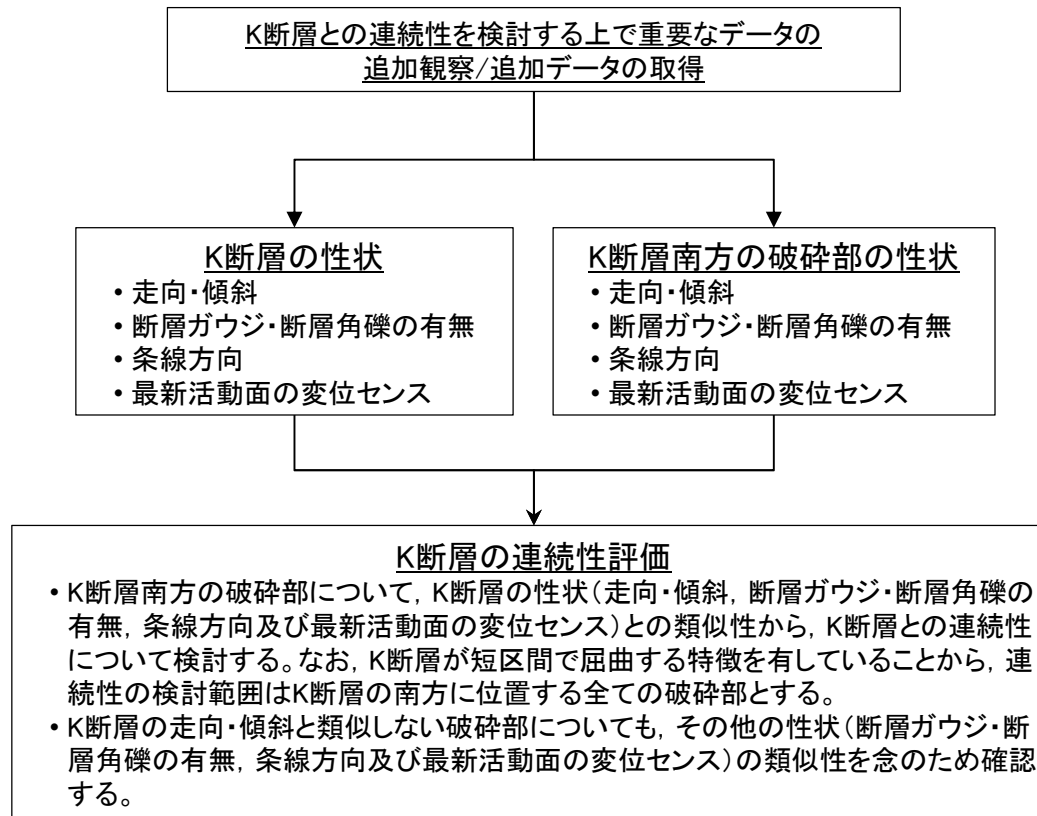 K断層との連続性を検討する上で重要なデータの
追加観察/追加データの取得
K断層の性状
• 走向・傾斜
• 断層ガウジ・断層角礫の有無
• 条線方向
• 最新活動面の変位センス
K断層南方の破砕部の性状
• 走向・傾斜
• 断層ガウジ・断層角礫の有無
• 条線方向
• 最新活動面の変位センス
K断層の連続性評価
• K断層南方の破砕部について，K断層の性状（走向・傾斜，断層ガウジ・断層角礫の
有無，条線方向及び最新活動面の変位センス）との類似性から，K断層との連続性
について検討する。なお，K断層が短区間で屈曲する特徴を有していることから，連
続性の検討範囲はK断層の南方に位置する全ての破砕部とする。
• K断層の走向・傾斜と類似しない破砕部についても，その他の性状（断層ガウジ・断
層角礫の有無，条線方向及び最新活動面の変位センス）の類似性を念のため確認
する。